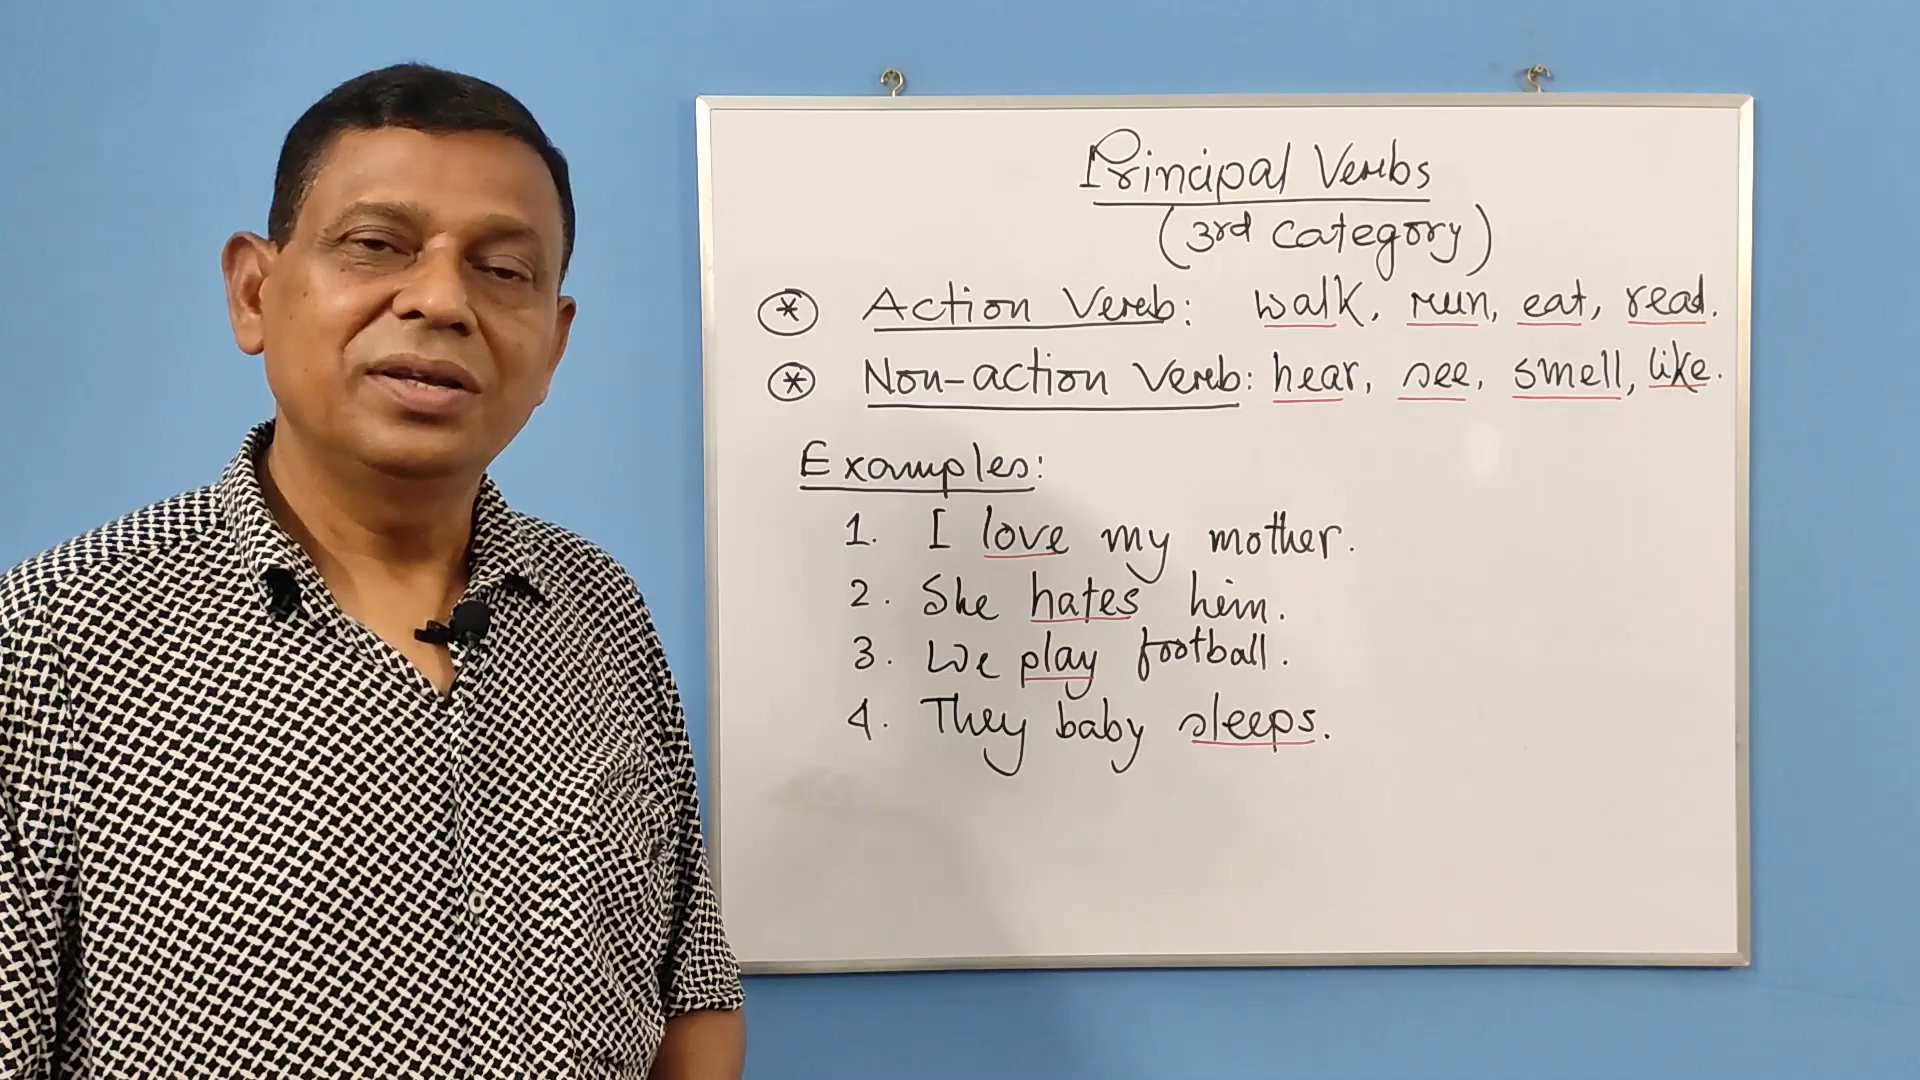 Principal Verbs
(3rd Category)
* Action Verb: walk, run, eat, read.
* Non-action Verb: hear, see, smell, like.
Examples:
1. I love my mother.
2. She hates him.
3. We play football.
4. They baby sleeps.